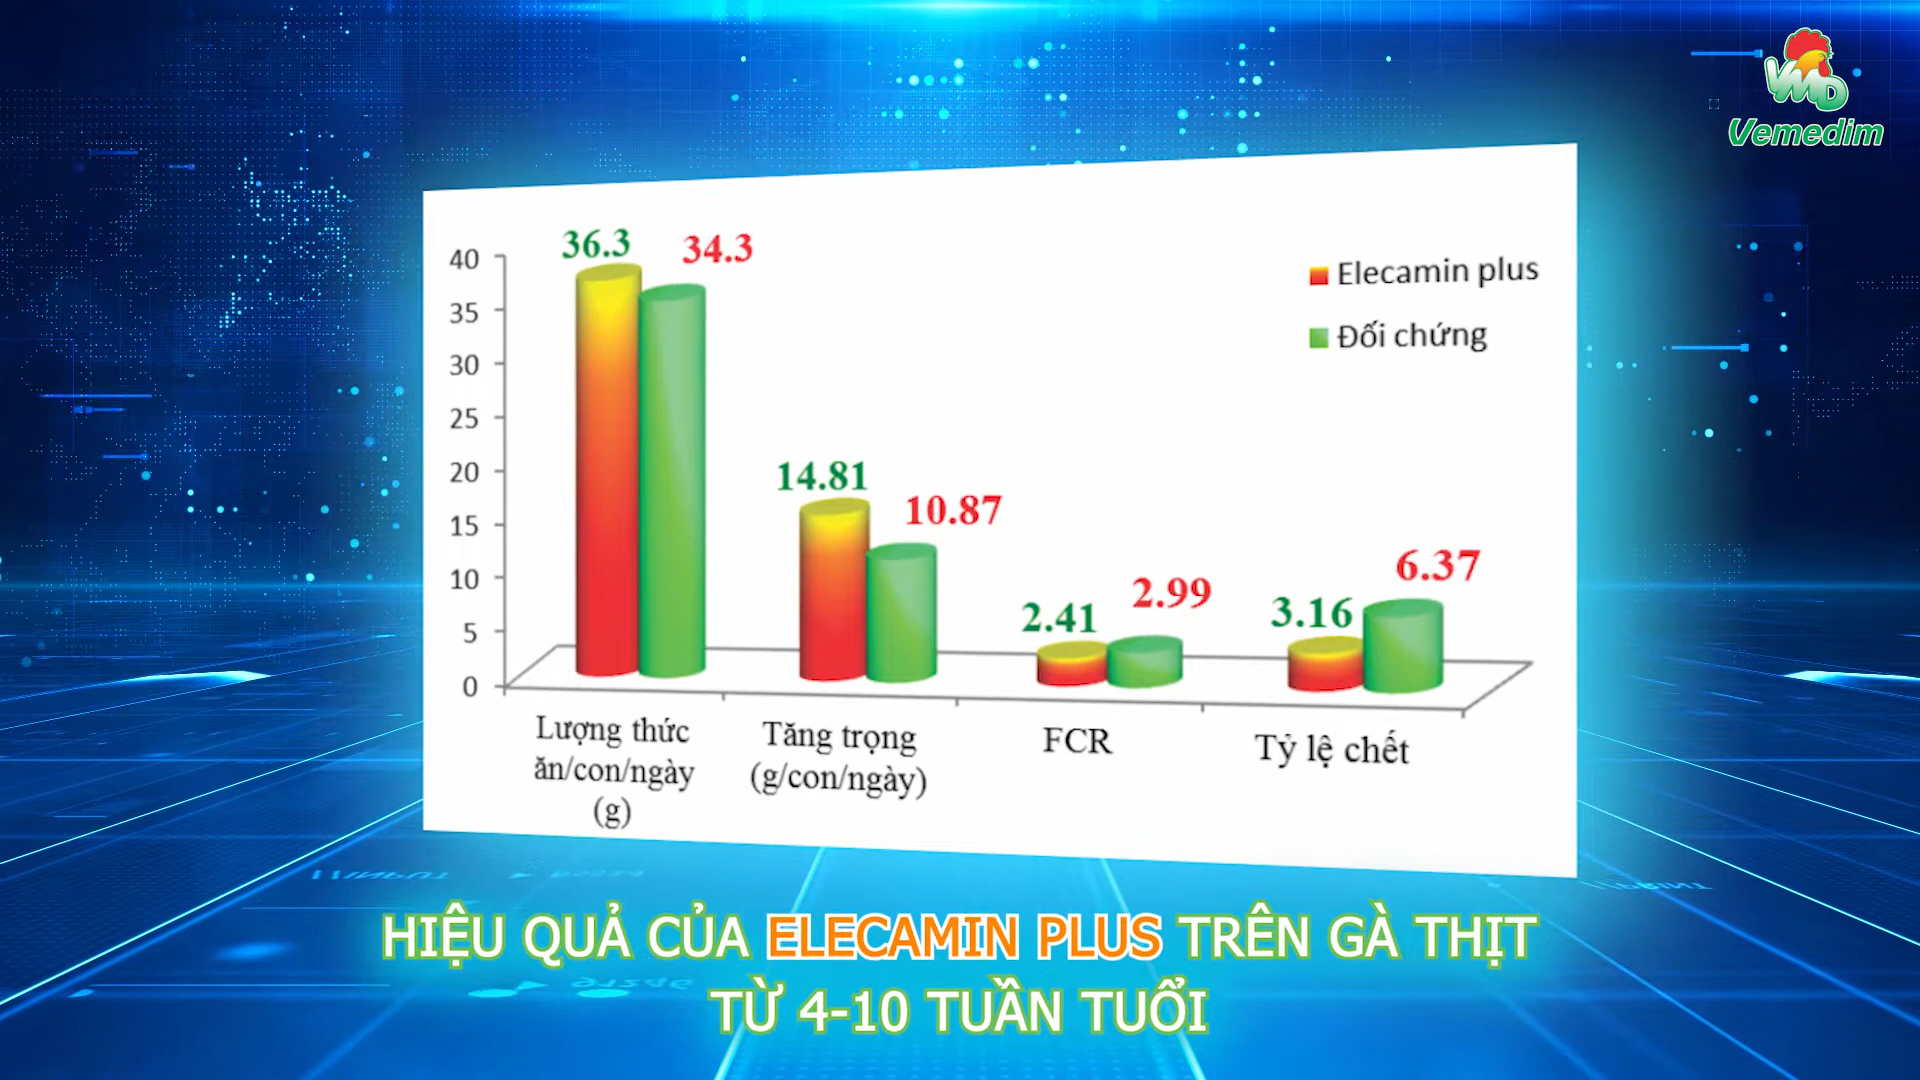 VMD
Vemedim
36.3
34.3
40
35
30
25
20
15
10
5
0
14.81
10.87
2.41
2.99
3.16
6.37
Elecamin plus
Đối chứng
Lượng thức
ăn/con/ngày
(g)
Tăng trọng
(g/con/ngày)
FCR
Tỷ lệ chết
HIỆU QUẢ CỦA ELECAMIN PLUS TRÊN GÀ THỊT
TỪ 4-10 TUẦN TUỔI